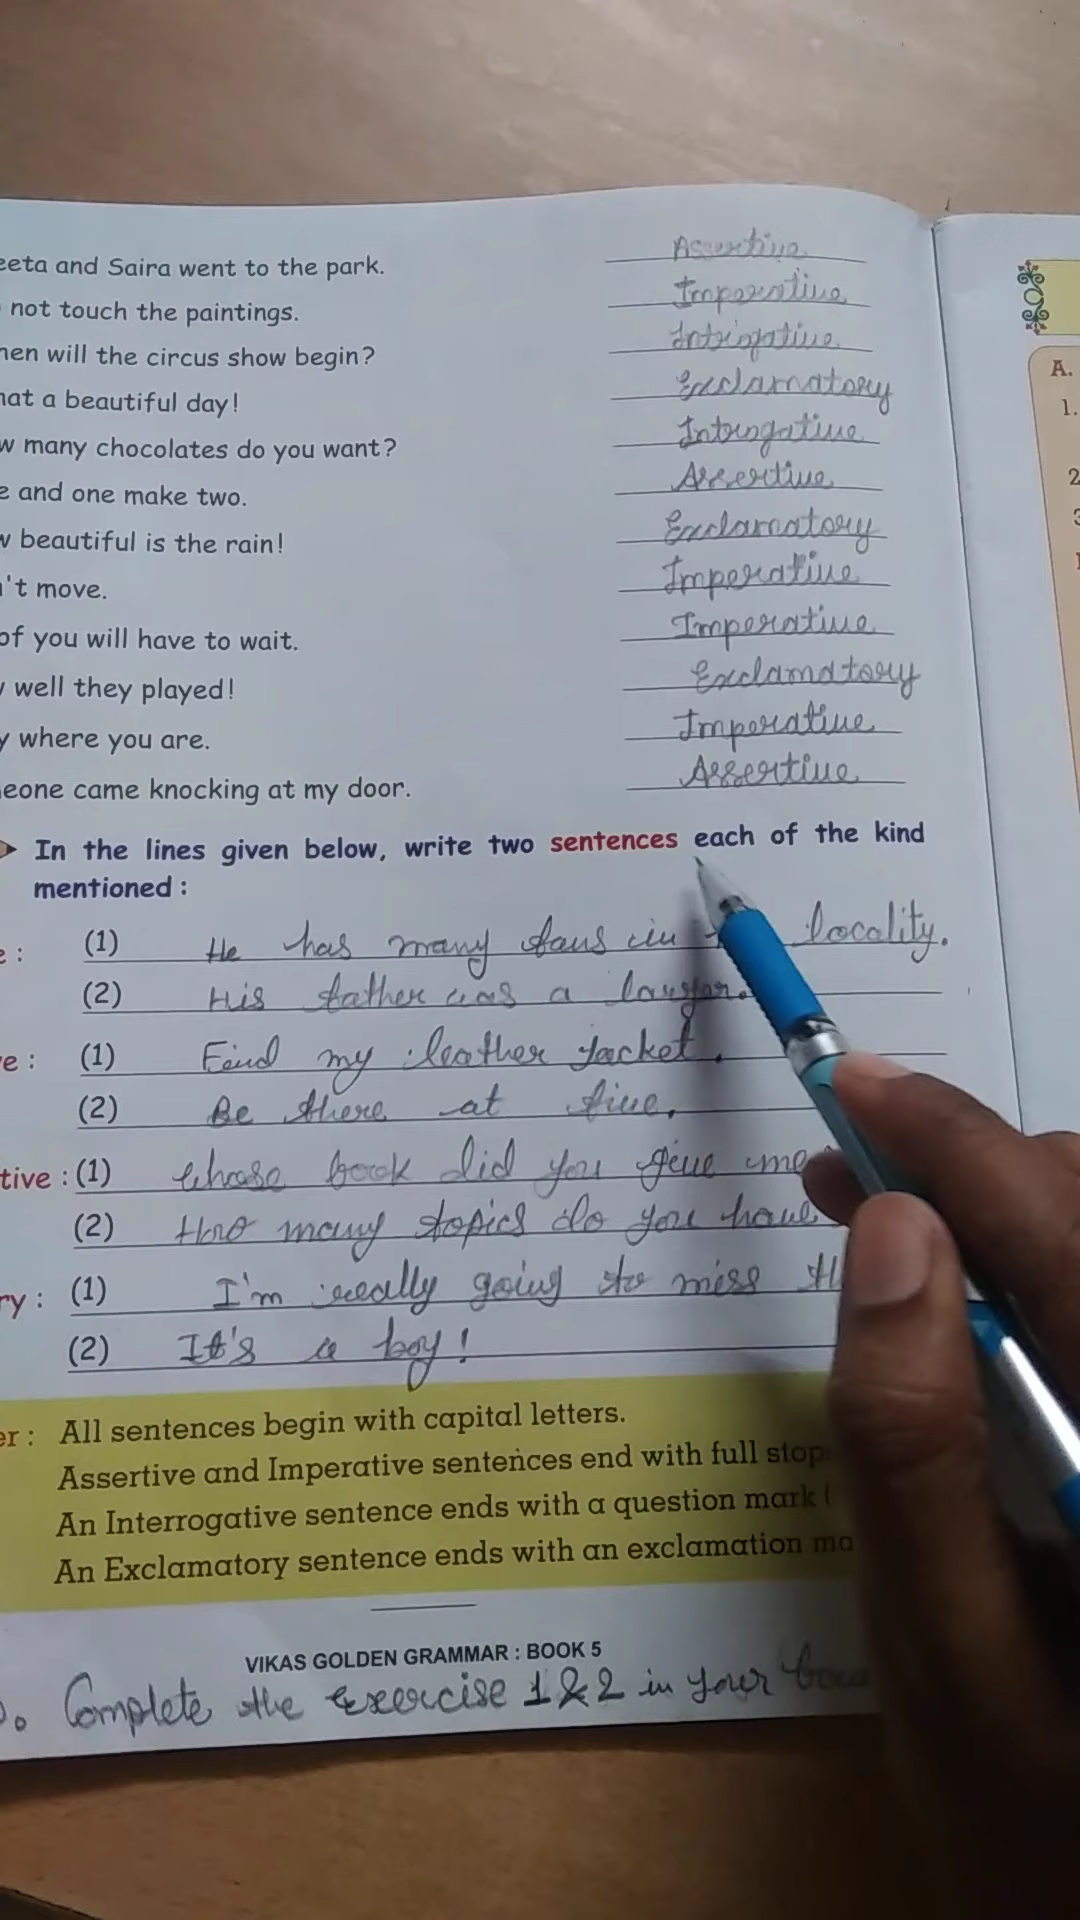 eeta and Saira went to the park. Assertive
not touch the paintings. Imperative
hen will the circus show begin? Intrigative
hat a beautiful day! Exclamatory
w many chocolates do you want? Introgative
e and one make two. Assertive
w beautiful is the rain! Exclamatory
't move. Imperative
of you will have to wait. Imperative
w well they played! Exclamatory
y where you are. Imperative
eone came knocking at my door. Assertive
In the lines given below, write two sentences each of the kind
mentioned :
e : (1) He has many fans in locality.
(2) His father was a
ve : (1) Find my leather jacket.
(2) Be there at five.
tive : (1) Whose book did you give me
(2) How many topics do you have
ry : (1) I'm really going to miss th
(2) It's a boy!
er : All sentences begin with capital letters.
Assertive and Imperative sentences end with full stop
An Interrogative sentence ends with a question mark (
An Exclamatory sentence ends with an exclamation ma
VIKAS GOLDEN GRAMMAR : BOOK 5
Complete the exercise 1 & 2 in your
A.
1.
2
3